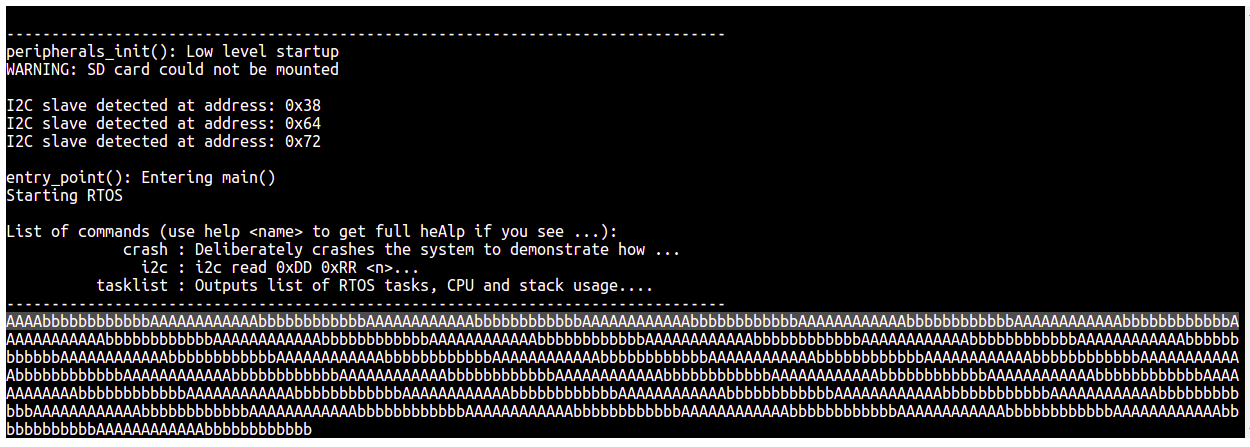 --------------------------------------------------------------------------------
peripherals_init(): Low level startup
WARNING: SD card could not be mounted
I2C slave detected at address: 0x38
I2C slave detected at address: 0x64
I2C slave detected at address: 0x72
entry_point(): Entering main()
Starting RTOS
List of commands (use help <name> to get full heAlp if you see ...):
crash : Deliberately crashes the system to demonstrate how ...
i2c : i2c read 0xDD 0xRR <n>...
tasklist : Outputs list of RTOS tasks, CPU and stack usage....
--------------------------------------------------------------------------------
AAAAbbbbbbbbbbbbAAAAAAAAAAAAbbbbbbbbbbbbAAAAAAAAAAAAbbbbbbbbbbbbAAAAAAAAAAAAbbbbbbbbbbbbAAAAAAAAAAAAbbbbbbbbbbbbAAAAAAAAAAAAbbbbbbbbbbbbA
AAAAAAAAAAAbbbbbbbbbbbbAAAAAAAAAAAAbbbbbbbbbbbbAAAAAAAAAAAAbbbbbbbbbbbbAAAAAAAAAAAAbbbbbbbbbbbbAAAAAAAAAAAAbbbbbbbbbbbbAAAAAAAAAAAAbbbbbb
bbbbbbAAAAAAAAAAAAbbbbbbbbbbbbAAAAAAAAAAAAbbbbbbbbbbbbAAAAAAAAAAAAbbbbbbbbbbbbAAAAAAAAAAAAbbbbbbbbbbbbAAAAAAAAAAAAbbbbbbbbbbbbAAAAAAAAAAA
AbbbbbbbbbbbbAAAAAAAAAAAAbbbbbbbbbbbbAAAAAAAAAAAAbbbbbbbbbbbbAAAAAAAAAAAAbbbbbbbbbbbbAAAAAAAAAAAAbbbbbbbbbbbbAAAAAAAAAAAAbbbbbbbbbbbbAAAA
AAAAAAAAbbbbbbbbbbbbAAAAAAAAAAAAbbbbbbbbbbbbAAAAAAAAAAAAbbbbbbbbbbbbAAAAAAAAAAAAbbbbbbbbbbbbAAAAAAAAAAAAbbbbbbbbbbbbAAAAAAAAAAAAbbbbbbbbb
bbbAAAAAAAAAAAAbbbbbbbbbbbbAAAAAAAAAAAAbbbbbbbbbbbbAAAAAAAAAAAAbbbbbbbbbbbbAAAAAAAAAAAAbbbbbbbbbbbbAAAAAAAAAAAAbbbbbbbbbbbbAAAAAAAAAAAAbb
bbbbbbbbbbAAAAAAAAAAAAbbbbbbbbbbbb